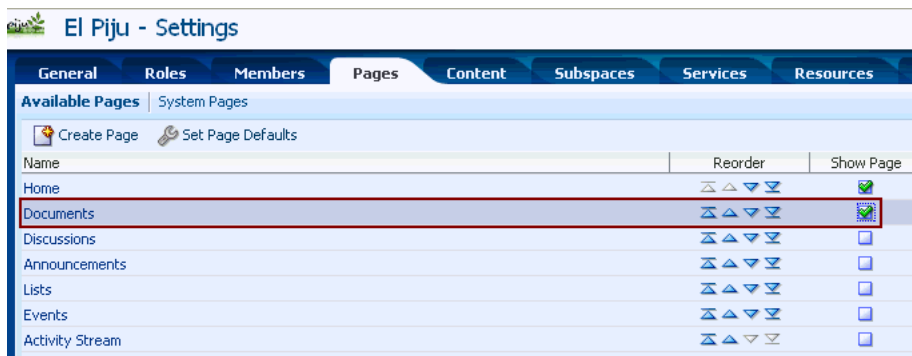 El Piju - Settings
General Roles Members Pages Content Subspaces Services Resources
Available Pages System Pages
Create Page Set Page Defaults
Name Reorder Show Page
Home
Documents
Discussions
Announcements
Lists
Events
Activity Stream